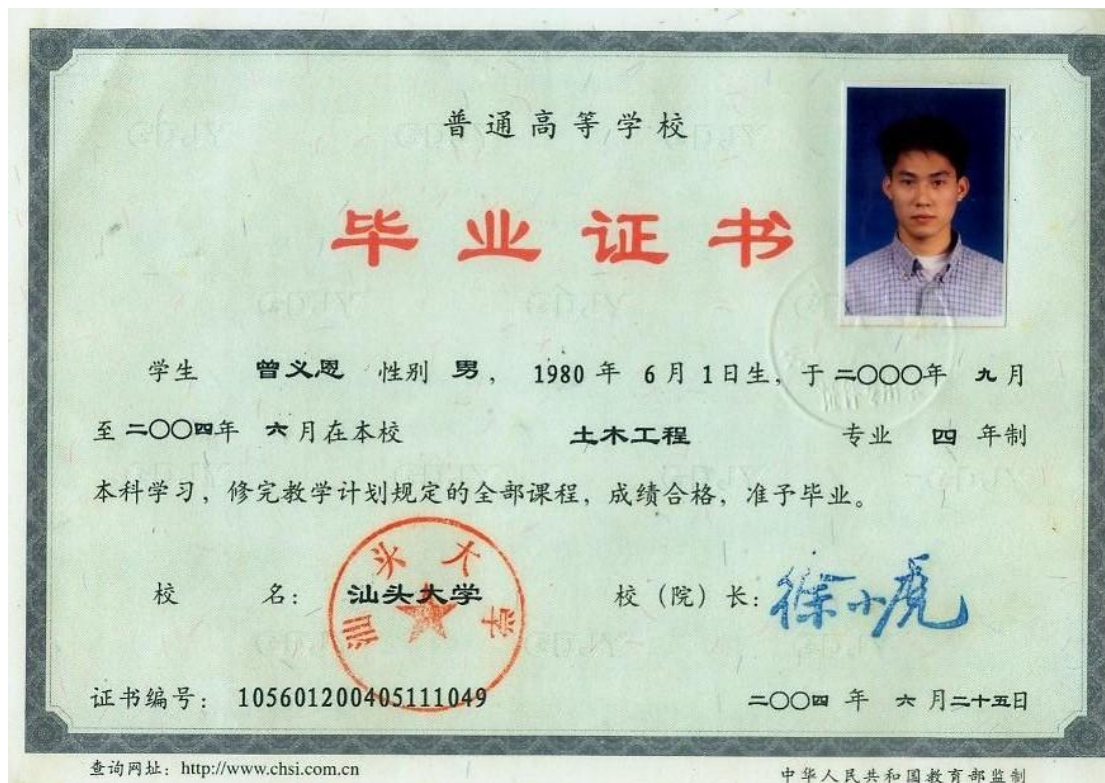 普通高等学校
毕业证书
学生 曾义恩 性别 男， 1980 年 6 月 1 日生，于 二〇〇〇年 九 月
至 二〇〇四年 六 月在本校 土木工程 专业 四 年制
本科学习，修完教学计划规定的全部课程，成绩合格，准予毕业。
校 名： 汕头大学 校（院）长：徐小虎
汕头大学
证书编号： 105601200405111049 二〇〇四 年 六 月二十五日
查询网址：http://www.chsi.com.cn 中华人民共和国教育部监制